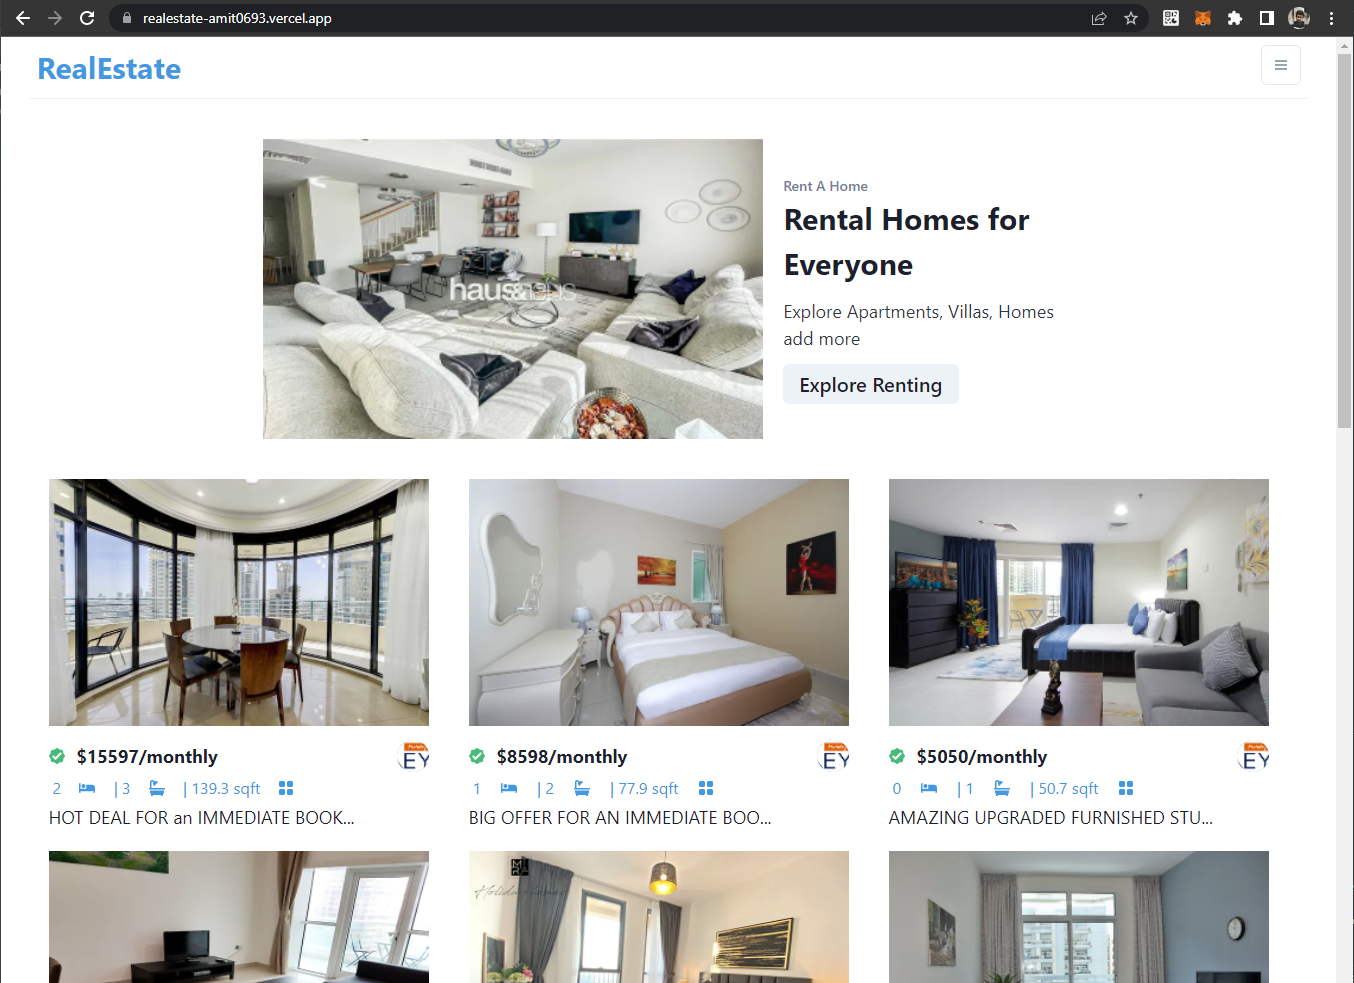 realestate-amit0693.vercel.app
RealEstate
haus&haus
Rent A Home
Rental Homes for
Everyone
Explore Apartments, Villas, Homes
add more
Explore Renting
$15597/monthly
EY
2 | 3 | 139.3 sqft
HOT DEAL FOR an IMMEDIATE BOOK...
$8598/monthly
EY
1 | 2 | 77.9 sqft
BIG OFFER FOR AN IMMEDIATE BOO...
$5050/monthly
EY
0 | 1 | 50.7 sqft
AMAZING UPGRADED FURNISHED STU...